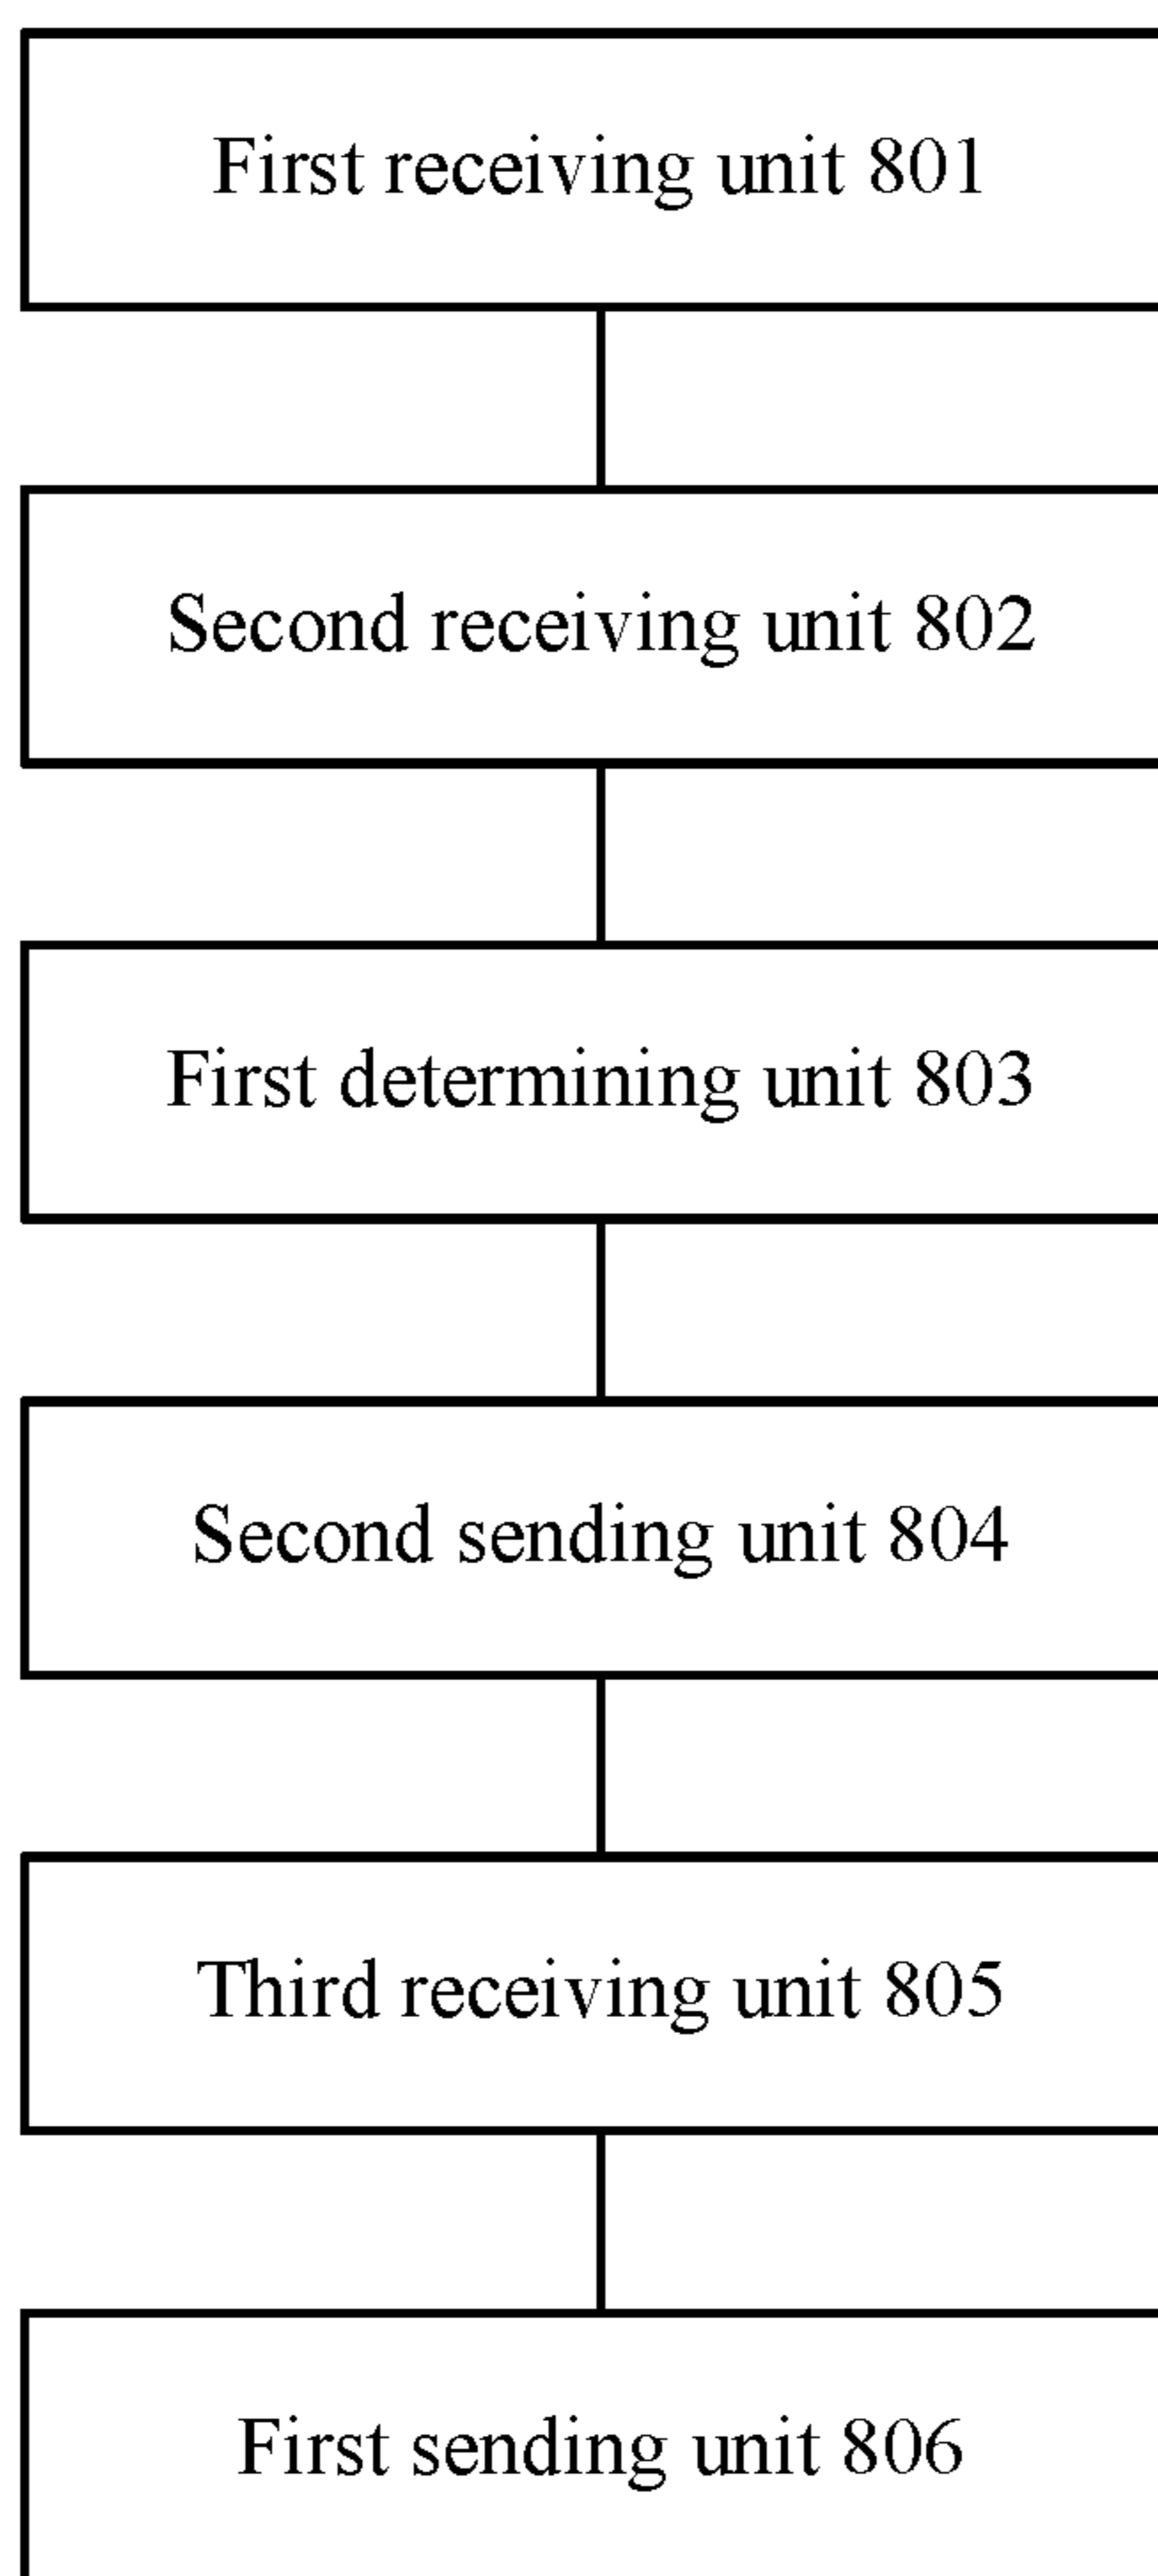 First receiving unit 801
Second receiving unit 802
First determining unit 803
Second sending unit 804
Third receiving unit 805
First sending unit 806